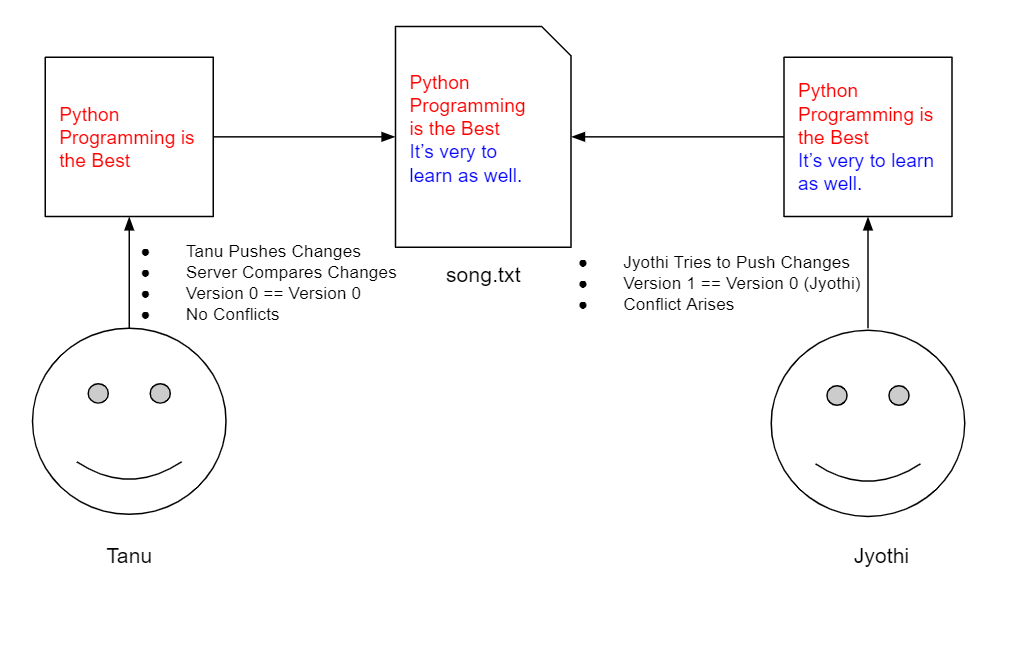 Python
Programming is
the Best
Python
Programming
is the Best
It's very to
learn as well.
Python
Programming is
the Best
It's very to learn
as well.
● Tanu Pushes Changes
● Server Compares Changes
● Version 0 == Version 0
● No Conflicts
song.txt
● Jyothi Tries to Push Changes
● Version 1 == Version 0 (Jyothi)
● Conflict Arises
Tanu
Jyothi